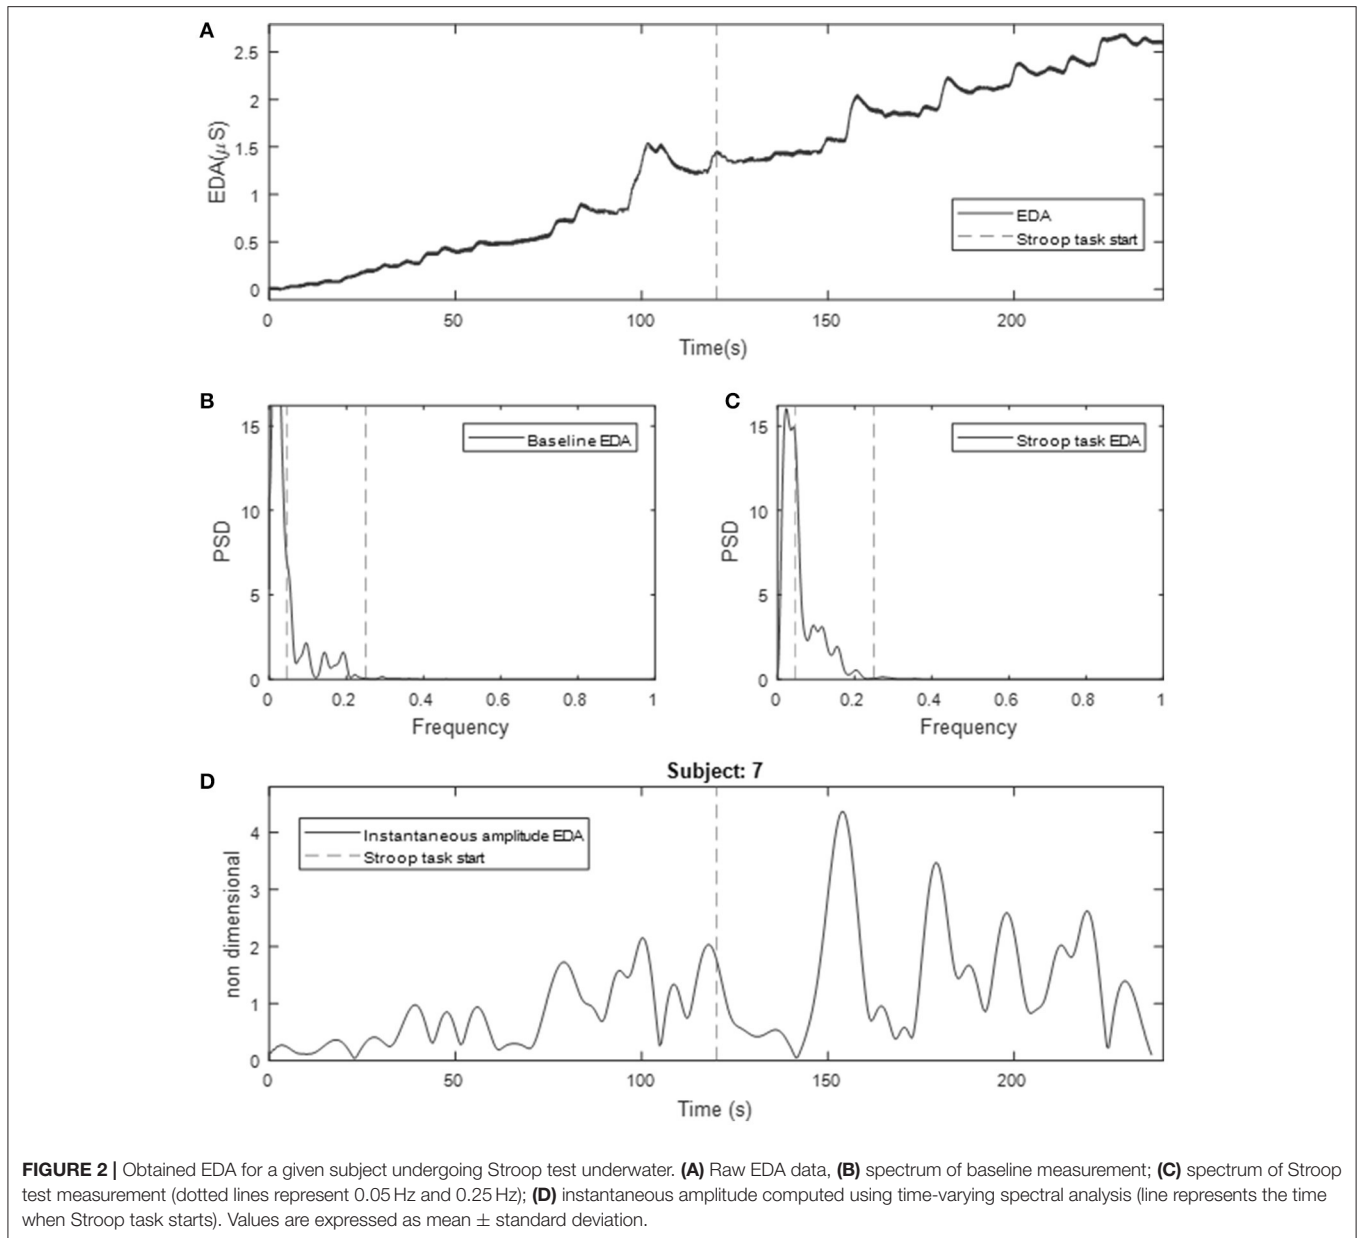 A
2.5
2
1.5
1
0.5
0
EDA(μS)
EDA
Stroop task start
0 50 100 150 200
Time(s)
B
15
10
5
0
PSD
Baseline EDA
0 0.2 0.4 0.6 0.8 1
Frequency
C
15
10
5
0
PSD
Stroop task EDA
0 0.2 0.4 0.6 0.8 1
Frequency
D
Subject: 7
4
3
2
1
0
non dimensional
Instantaneous amplitude EDA
Stroop task start
0 50 100 150 200
Time (s)
FIGURE 2 | Obtained EDA for a given subject undergoing Stroop test underwater. (A) Raw EDA data, (B) spectrum of baseline measurement; (C) spectrum of Stroop
test measurement (dotted lines represent 0.05 Hz and 0.25 Hz); (D) instantaneous amplitude computed using time-varying spectral analysis (line represents the time
when Stroop task starts). Values are expressed as mean ± standard deviation.